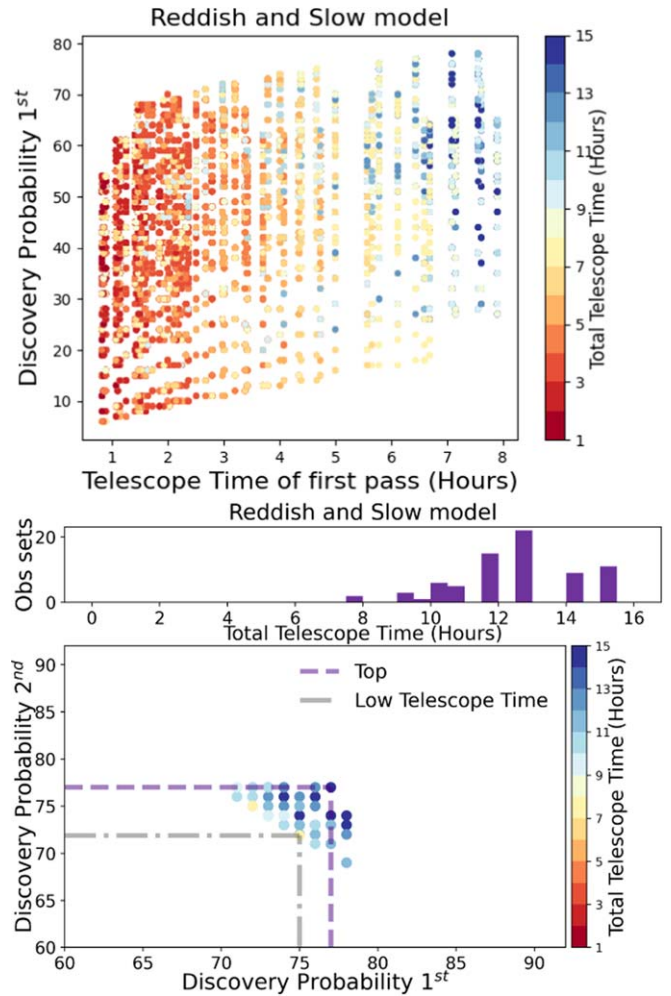 Reddish and Slow model
Discovery Probability 1st
80
70
60
50
40
30
20
10
1 2 3 4 5 6 7 8
Telescope Time of first pass (Hours)
15
13
11
9
7
5
3
1
Total Telescope Time (Hours)
Reddish and Slow model
Obs sets
20
0
0 2 4 6 8 10 12 14 16
Total Telescope Time (Hours)
Discovery Probability 2nd
90
85
80
75
70
65
60
60 65 70 75 80 85 90
Discovery Probability 1st
Top
Low Telescope Time
15
13
11
9
7
5
3
1
Total Telescope Time (Hours)